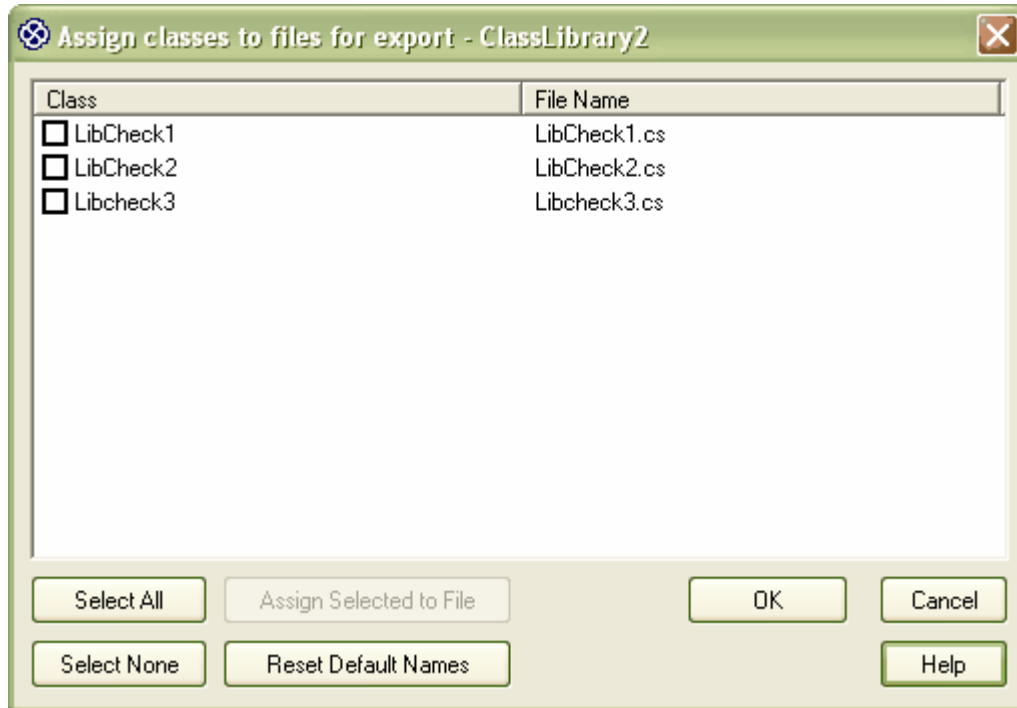 Assign classes to files for export - ClassLibrary2
Class File Name
LibCheck1 LibCheck1.cs
LibCheck2 LibCheck2.cs
Libcheck3 Libcheck3.cs
Select All Assign Selected to File OK Cancel
Select None Reset Default Names Help